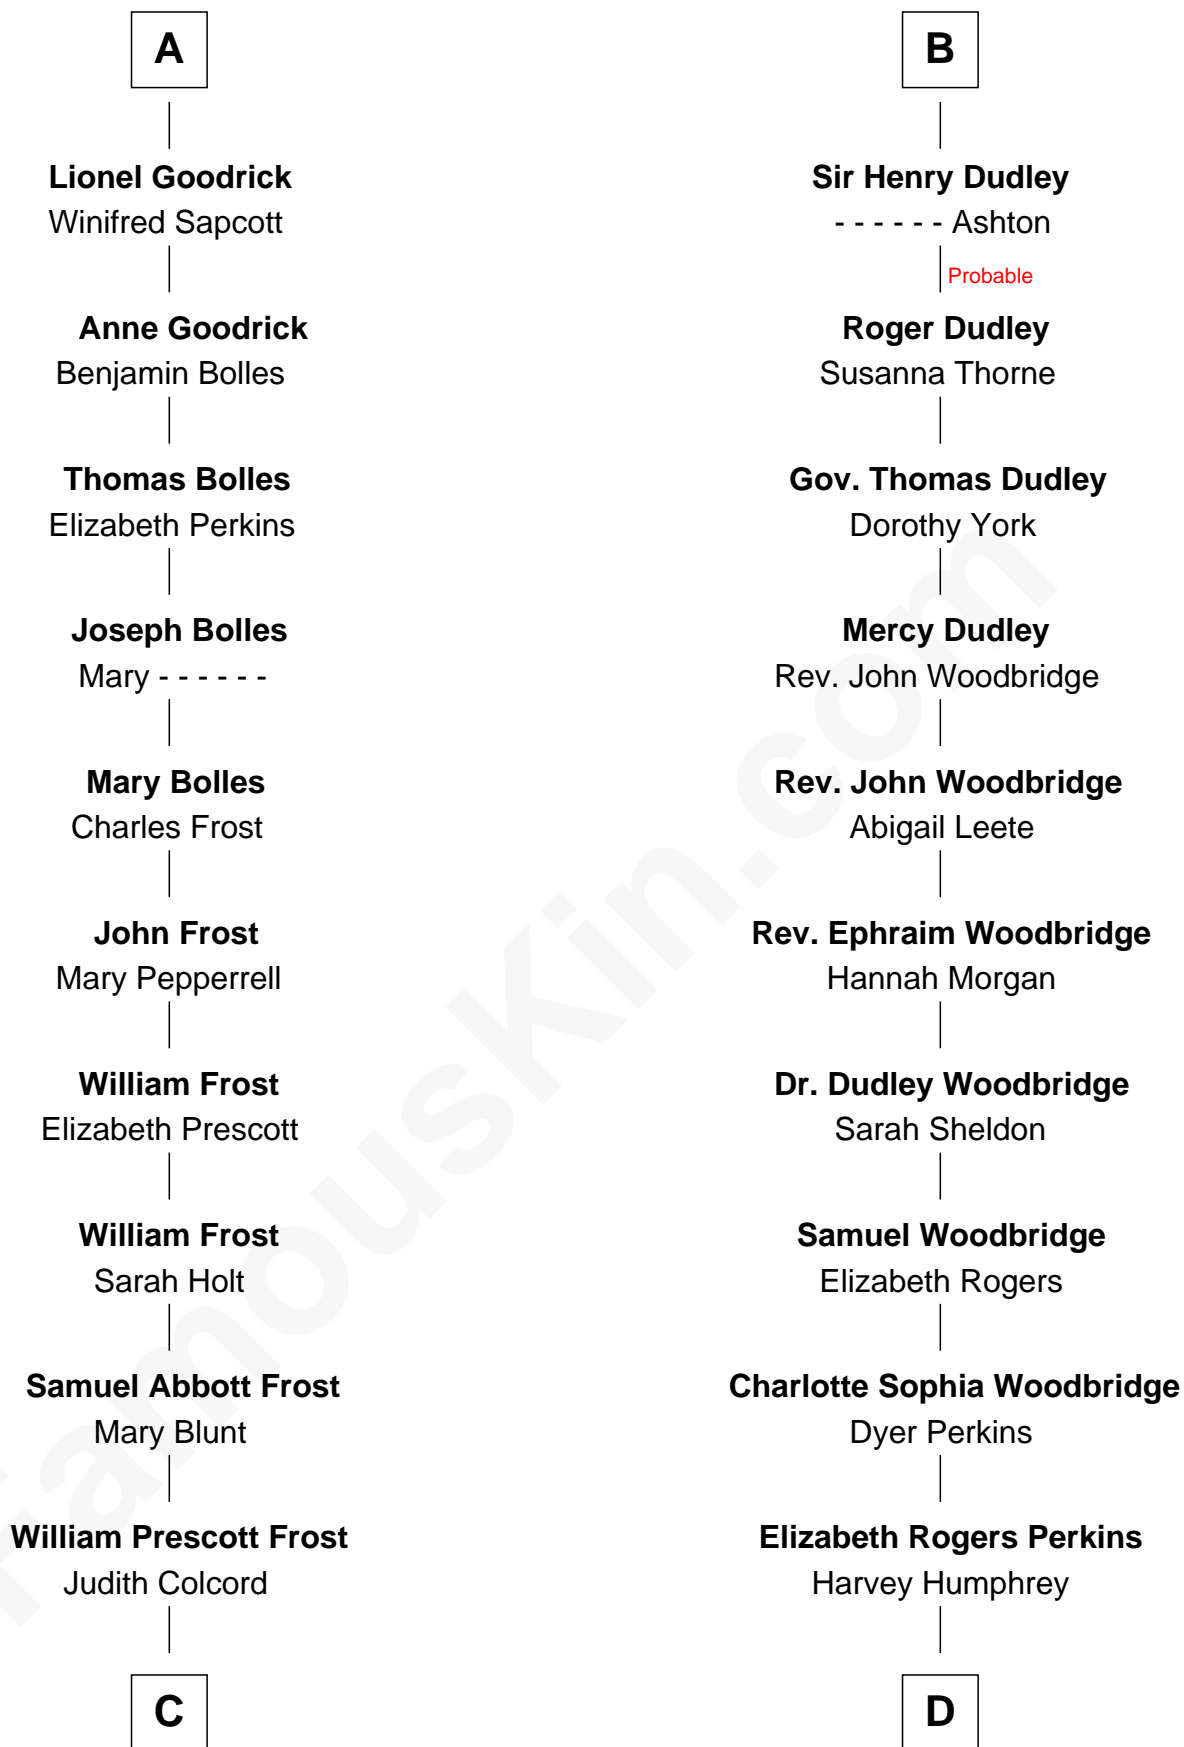 A
B
Lionel Goodrick
Winifred Sapcott
Sir Henry Dudley
- - - - - - Ashton
Probable
Anne Goodrick
Benjamin Bolles
Roger Dudley
Susanna Thorne
Thomas Bolles
Elizabeth Perkins
Gov. Thomas Dudley
Dorothy York
Joseph Bolles
Mary - - - - - -
Mercy Dudley
Rev. John Woodbridge
Mary Bolles
Charles Frost
Rev. John Woodbridge
Abigail Leete
John Frost
Mary Pepperrell
Rev. Ephraim Woodbridge
Hannah Morgan
William Frost
Elizabeth Prescott
Dr. Dudley Woodbridge
Sarah Sheldon
William Frost
Sarah Holt
Samuel Woodbridge
Elizabeth Rogers
Samuel Abbott Frost
Mary Blunt
Charlotte Sophia Woodbridge
Dyer Perkins
William Prescott Frost
Judith Colcord
Elizabeth Rogers Perkins
Harvey Humphrey
C
D
FamousKin.com